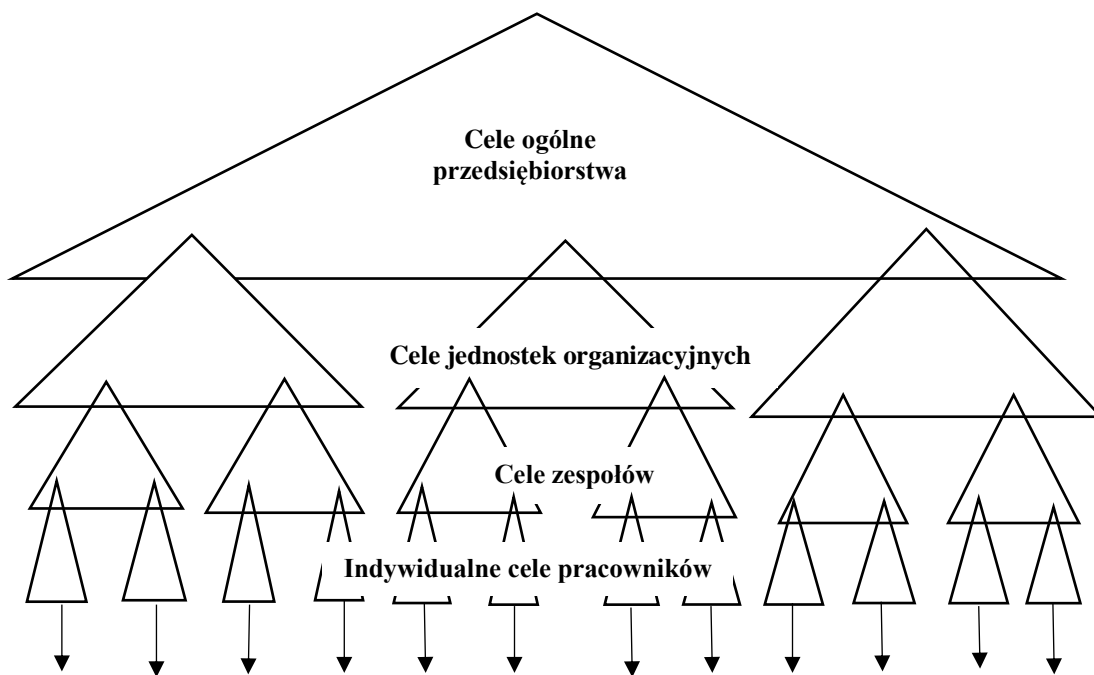 Cele ogólne
przedsiębiorstwa
Cele jednostek organizacyjnych
Cele zespołów
Indywidualne cele pracowników